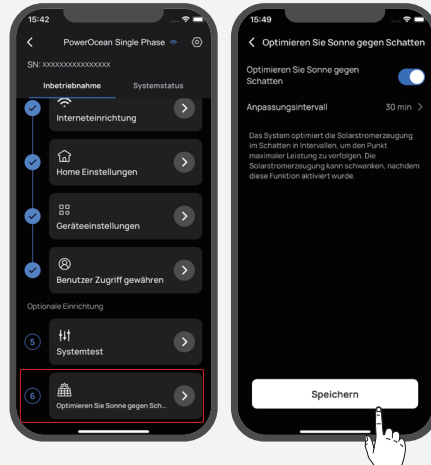 15:42
PowerOcean Single Phase
SN: xxxxxxxxxxxxxxxx
Inbetriebnahme Systemstatus
Interneteinrichtung
Home Einstellungen
Geräteeinstellungen
Benutzer Zugriff gewähren
Optionale Einrichtung
5
Systemtest
6
Optimieren Sie Sonne gegen Sch...
15:49
Optimieren Sie Sonne gegen Schatten
Optimieren Sie Sonne gegen
Schatten
Anpassungsintervall 30 min
Das System optimiert die Solarstromerzeugung
im Schatten in Intervallen, um den Punkt
maximaler Leistung zu verfolgen. Die
Solarstromerzeugung kann schwanken, nachdem
diese Funktion aktiviert wurde.
Speichern